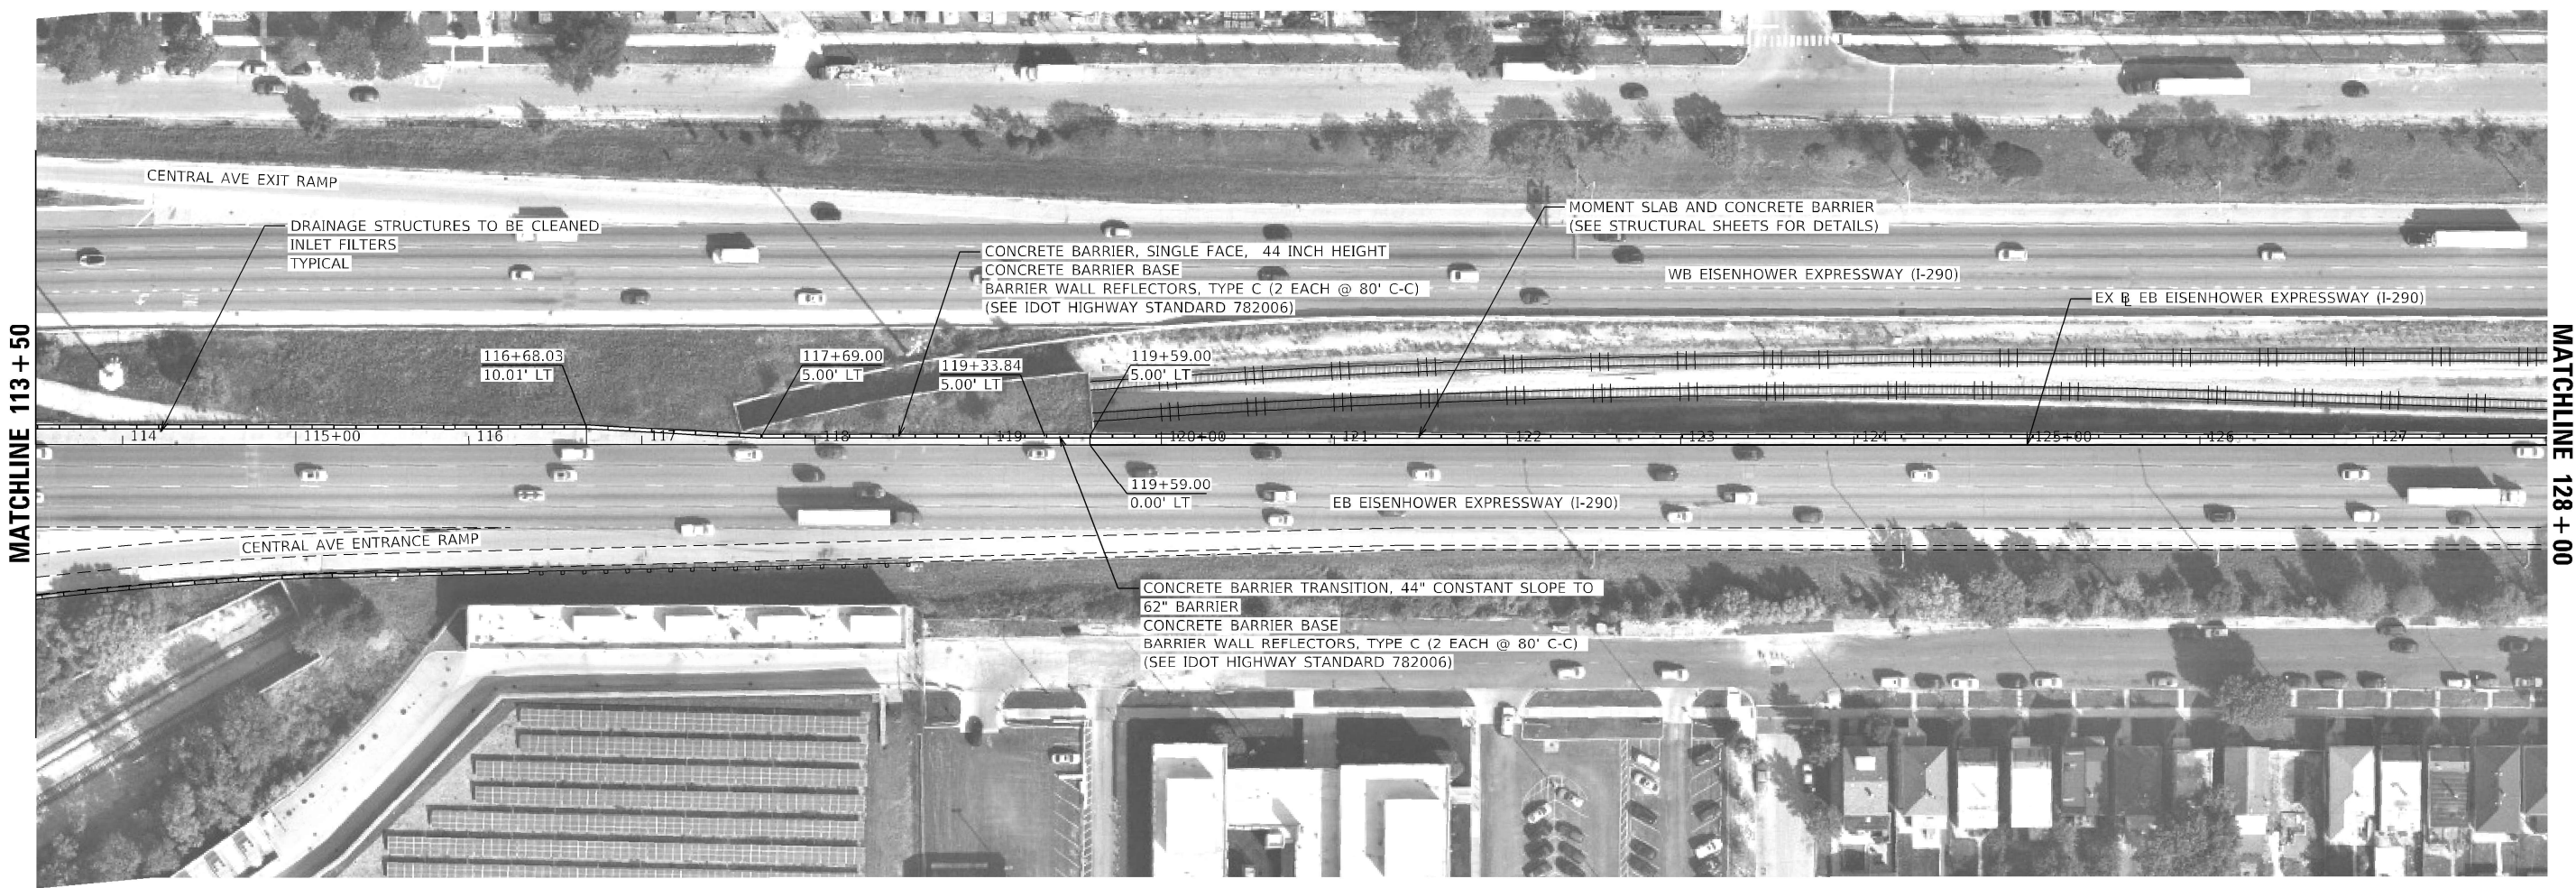 CENTRAL AVE EXIT RAMP
DRAINAGE STRUCTURES TO BE CLEANED
INLET FILTERS
TYPICAL
CONCRETE BARRIER, SINGLE FACE, 44 INCH HEIGHT
CONCRETE BARRIER BASE
BARRIER WALL REFLECTORS, TYPE C (2 EACH @ 80' C-C)
(SEE IDOT HIGHWAY STANDARD 782006)
MOMENT SLAB AND CONCRETE BARRIER
(SEE STRUCTURAL SHEETS FOR DETAILS)
WB EISENHOWER EXPRESSWAY (I-290)
EX ⅊ EB EISENHOWER EXPRESSWAY (I-290)
MATCHLINE 113+50
MATCHLINE 128+00
116+68.03
10.01' LT
117+69.00
5.00' LT
119+33.84
5.00' LT
119+59.00
5.00' LT
114 115+00 116 117 118 119 120+00 121 122 123 124 125+00 126 127
119+59.00
0.00' LT
EB EISENHOWER EXPRESSWAY (I-290)
CENTRAL AVE ENTRANCE RAMP
CONCRETE BARRIER TRANSITION, 44" CONSTANT SLOPE TO
62" BARRIER
CONCRETE BARRIER BASE
BARRIER WALL REFLECTORS, TYPE C (2 EACH @ 80' C-C)
(SEE IDOT HIGHWAY STANDARD 782006)